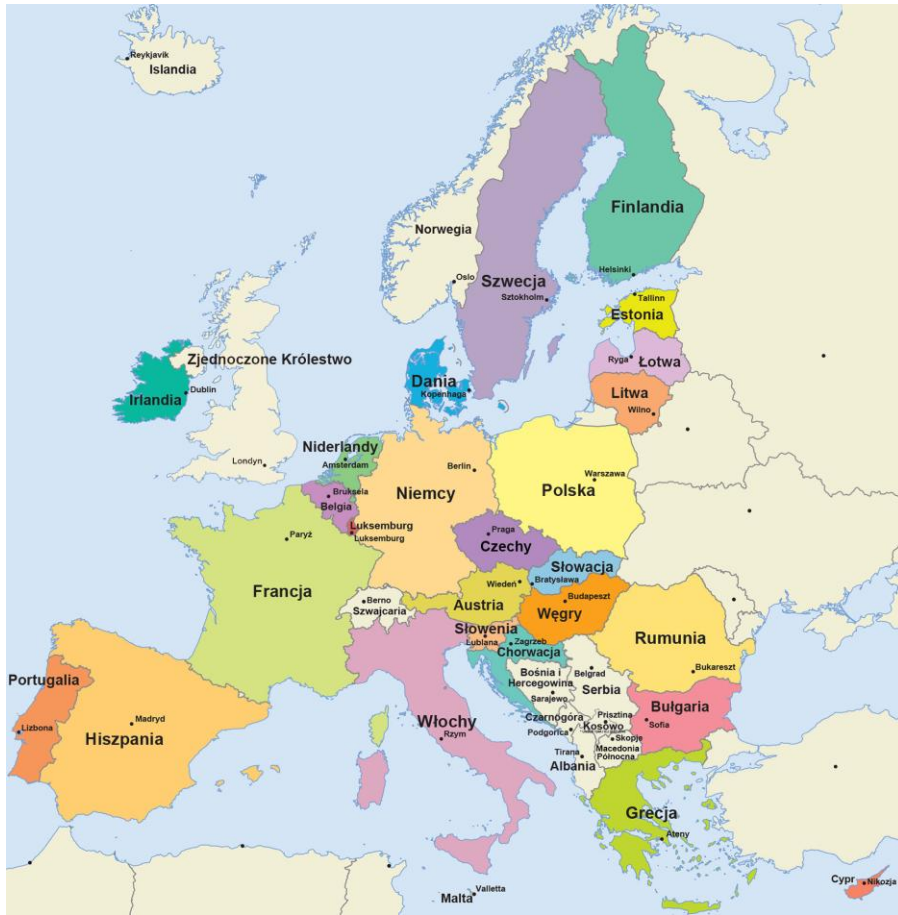 Reykjavik
Islandia
Finlandia
Norwegia
Helsinki
Oslo
Szwecja
Sztokholm
Tallinn
Estonia
Zjednoczone Królestwo
Ryga
Łotwa
Dania
Kopenhaga
Dublin
Irlandia
Litwa
Wilno
Niderlandy
Amsterdam
Londyn
Berlin
Niemcy
Warszawa
Polska
Bruksela
Belgia
Luksemburg
Luksemburg
Paryż
Praga
Czechy
Słowacja
Bratysława
Wiedeń
Francja
Berno
Szwajcaria
Austria
Budapeszt
Węgry
Słowenia
Lublana
Zagrzeb
Chorwacja
Rumunia
Bukareszt
Portugalia
Lizbona
Madryd
Hiszpania
Włochy
Rzym
Bośnia i
Hercegowina
Sarajewo
Belgrad
Serbia
Czarnogóra
Podgorica
Prisztina
Kosowo
Bułgaria
Sofia
Skopje
Macedonia
Północna
Tirana
Albania
Grecja
Ateny
Valletta
Malta
Cypr
Nikozja